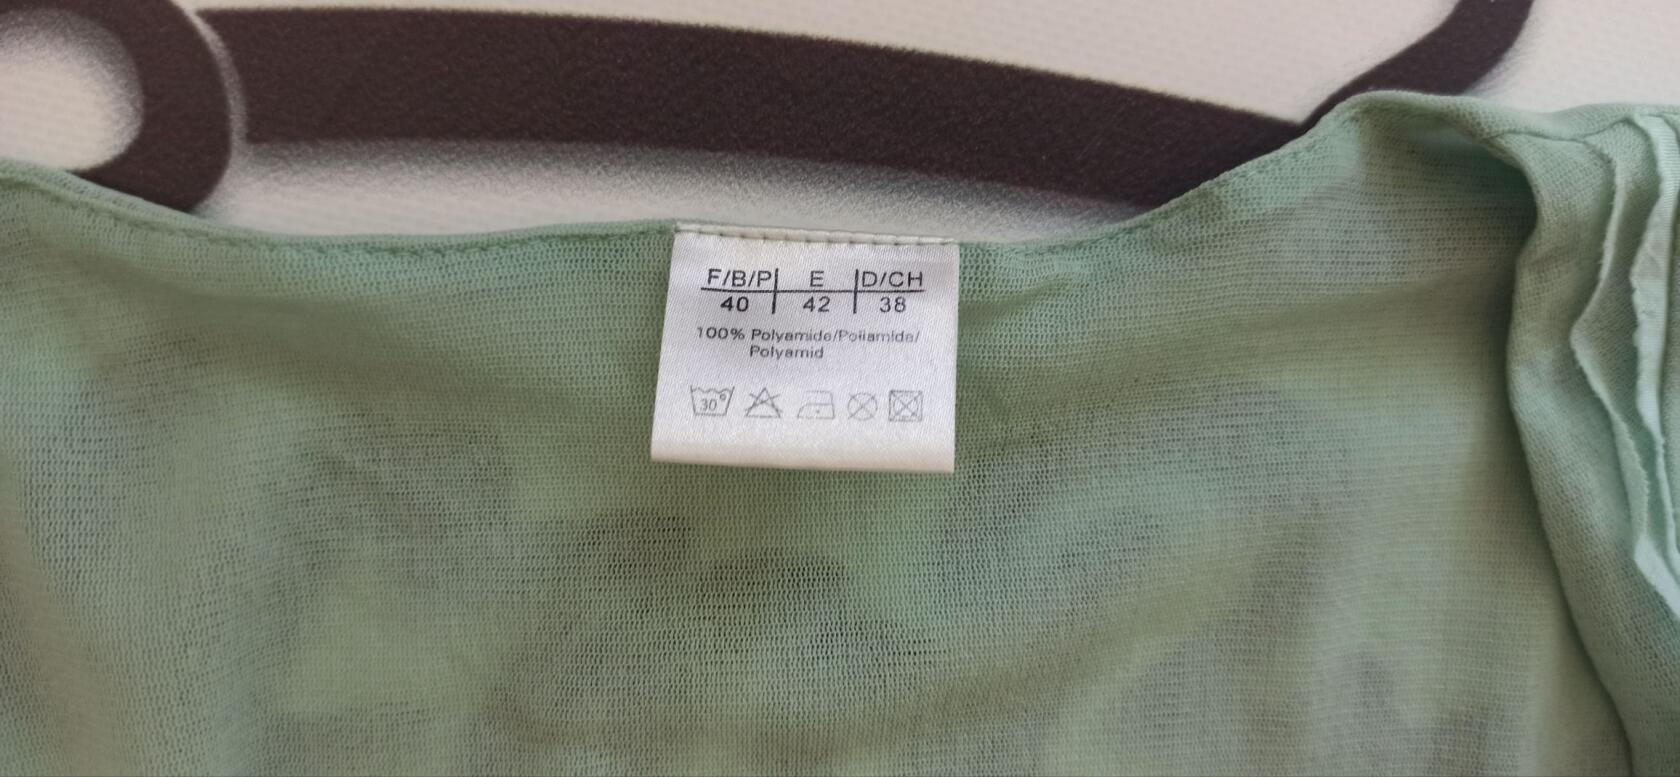 F/B/P E D/CH
40 42 38
100% Polyamide/Poliamida/
Polyamid
30°